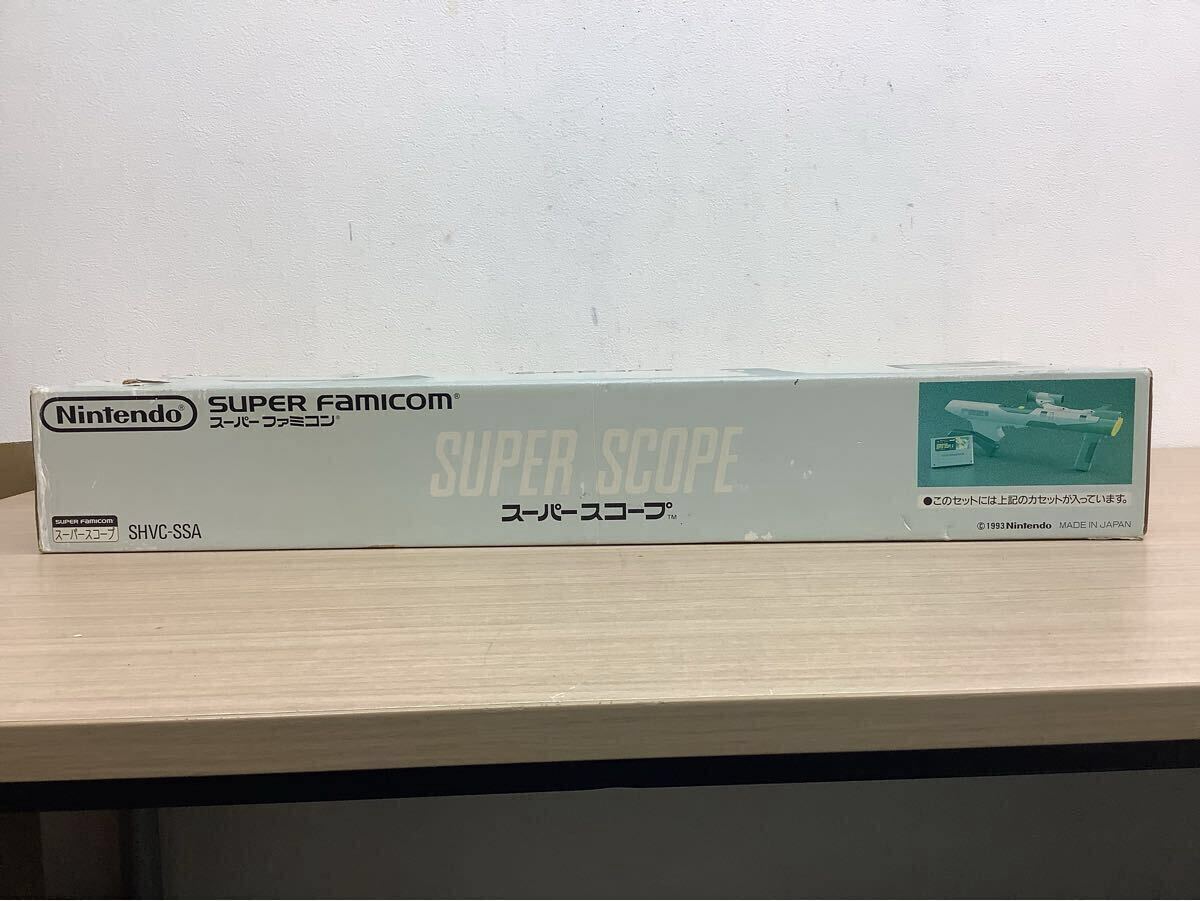 Nintendo®
SUPER FAMICOM®
スーパーファミコン®
SUPER SCOPE™
スーパースコープ™
SUPER FAMICOM
スーパースコープ
SHVC-SSA
●このセットには上記のカセットが入っています。
©1993 Nintendo MADE IN JAPAN